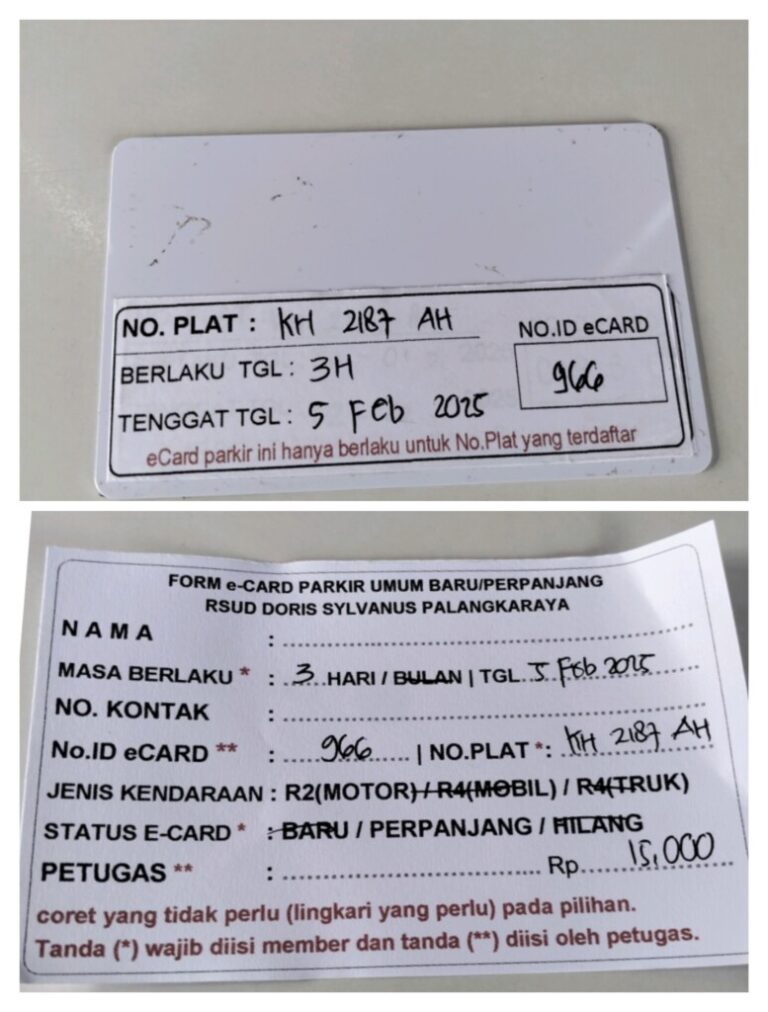 NO. PLAT : KH 2187 AH
NO.ID eCARD
BERLAKU TGL : 3H
966
TENGGAT TGL : 5 Feb 2025
eCard parkir ini hanya berlaku untuk No.Plat yang terdaftar
FORM e-CARD PARKIR UMUM BARU/PERPANJANG
RSUD DORIS SYLVANUS PALANGKARAYA
N A M A : ..........
MASA BERLAKU * : 3 HARI / BULAN | TGL. 5 Feb 2025
NO. KONTAK : ..........
No.ID eCARD ** : 966 | NO.PLAT *: KH 2187 AH
JENIS KENDARAAN : R2(MOTOR) / R4(MOBIL) / R4(TRUK)
STATUS E-CARD * : BARU / PERPANJANG / HILANG
PETUGAS ** : .......... Rp. 15,000
coret yang tidak perlu (lingkari yang perlu) pada pilihan.
Tanda (*) wajib diisi member dan tanda (**) diisi oleh petugas.